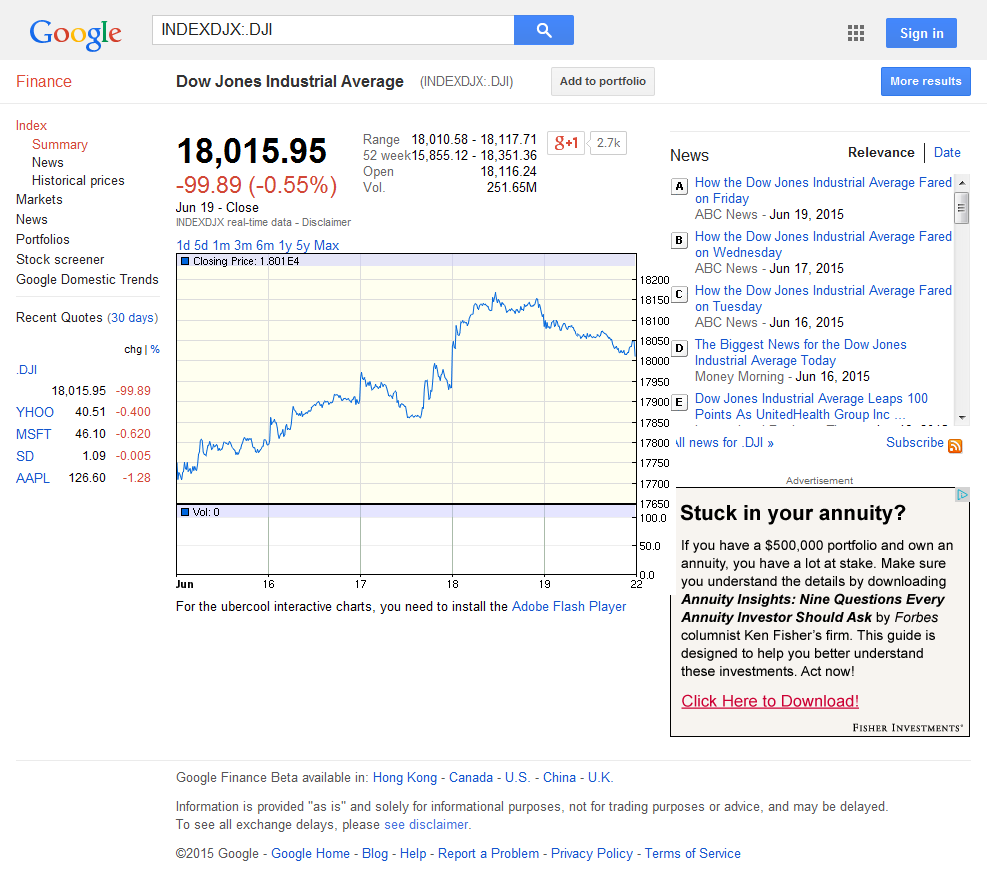 Google
INDEXDJX:.DJI
Sign in
Finance
Dow Jones Industrial Average (INDEXDJX:.DJI)
Add to portfolio
More results
Index
Summary
News
Historical prices
Markets
News
Portfolios
Stock screener
Google Domestic Trends
Recent Quotes (30 days)
chg | %
.DJI
18,015.95 -99.89
YHOO 40.51 -0.400
MSFT 46.10 -0.620
SD 1.09 -0.005
AAPL 126.60 -1.28
18,015.95
-99.89 (-0.55%)
Jun 19 - Close
INDEXDJX real-time data - Disclaimer
Range 18,010.58 - 18,117.71
52 week 15,855.12 - 18,351.36
Open 18,116.24
Vol. 251.65M
g+1 2.7k
1d 5d 1m 3m 6m 1y 5y Max
Closing Price: 1.801E4
18200
18150
18100
18050
18000
17950
17900
17850
17800
17750
17700
17650
Vol: 0
100.0
50.0
0.0
Jun 16 17 18 19 22
For the ubercool interactive charts, you need to install the Adobe Flash Player
News
Relevance | Date
A How the Dow Jones Industrial Average Fared
on Friday
ABC News - Jun 19, 2015
B How the Dow Jones Industrial Average Fared
on Wednesday
ABC News - Jun 17, 2015
C How the Dow Jones Industrial Average Fared
on Tuesday
ABC News - Jun 16, 2015
D The Biggest News for the Dow Jones
Industrial Average Today
Money Morning - Jun 16, 2015
E Dow Jones Industrial Average Leaps 100
Points As UnitedHealth Group Inc ...
All news for .DJI »
Subscribe
Advertisement
Stuck in your annuity?
If you have a $500,000 portfolio and own an
annuity, you have a lot at stake. Make sure
you understand the details by downloading
Annuity Insights: Nine Questions Every
Annuity Investor Should Ask by Forbes
columnist Ken Fisher's firm. This guide is
designed to help you better understand
these investments. Act now!
Click Here to Download!
FISHER INVESTMENTS®
Google Finance Beta available in: Hong Kong - Canada - U.S. - China - U.K.
Information is provided "as is" and solely for informational purposes, not for trading purposes or advice, and may be delayed.
To see all exchange delays, please see disclaimer.
©2015 Google - Google Home - Blog - Help - Report a Problem - Privacy Policy - Terms of Service